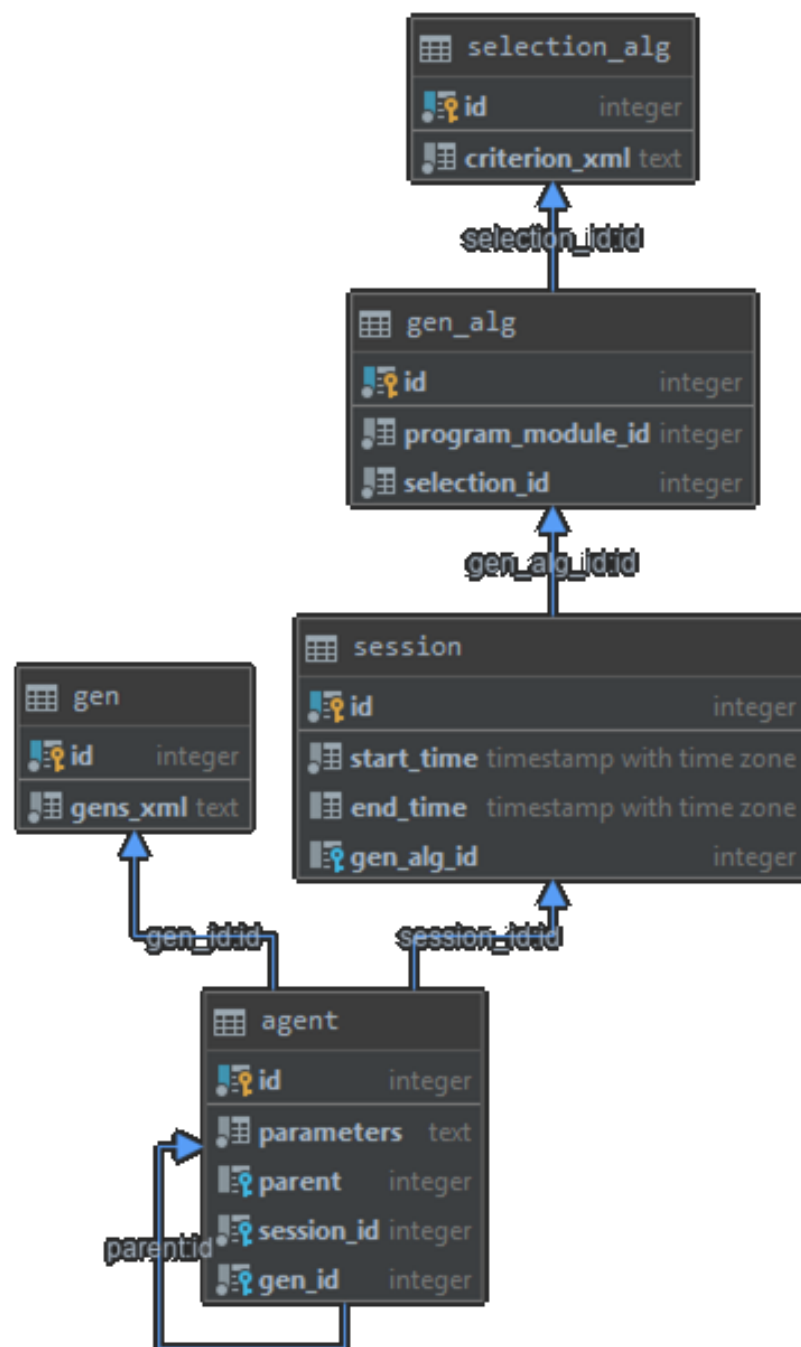 selection_alg
id integer
criterion_xml text
selection_id:id
gen_alg
id integer
program_module_id integer
selection_id integer
gen_alg_id:id
session
id integer
start_time timestamp with time zone
end_time timestamp with time zone
gen_alg_id integer
gen
id integer
gens_xml text
gen_id:id
session_id:id
agent
id integer
parameters text
parent integer
session_id integer
gen_id integer
parent:id